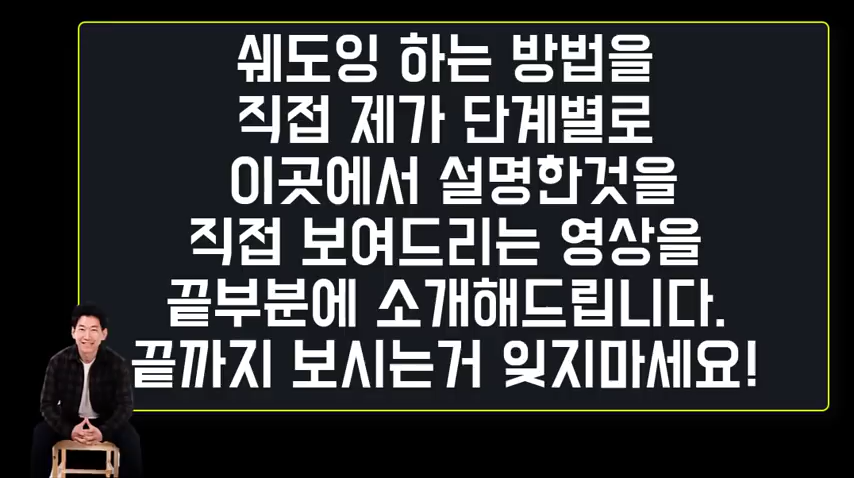 쉐도잉 하는 방법을
직접 제가 단계별로
이곳에서 설명한것을
직접 보여드리는 영상을
끝부분에 소개해드립니다.
끝까지 보시는거 잊지마세요!